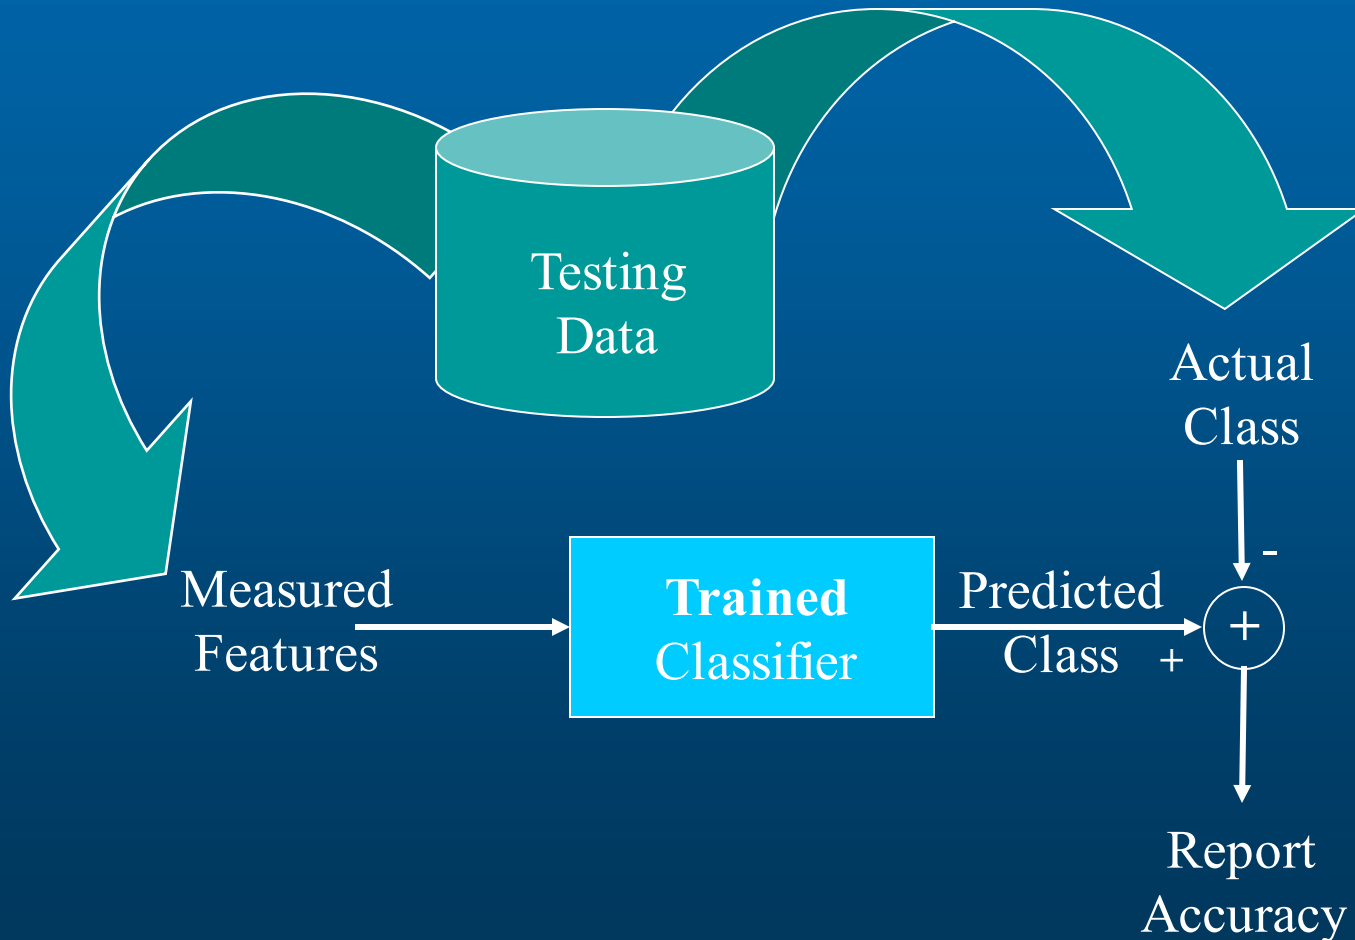 Testing
Data
Actual
Class
-
Measured
Features
Trained
Classifier
Predicted
Class +
+
Report
Accuracy